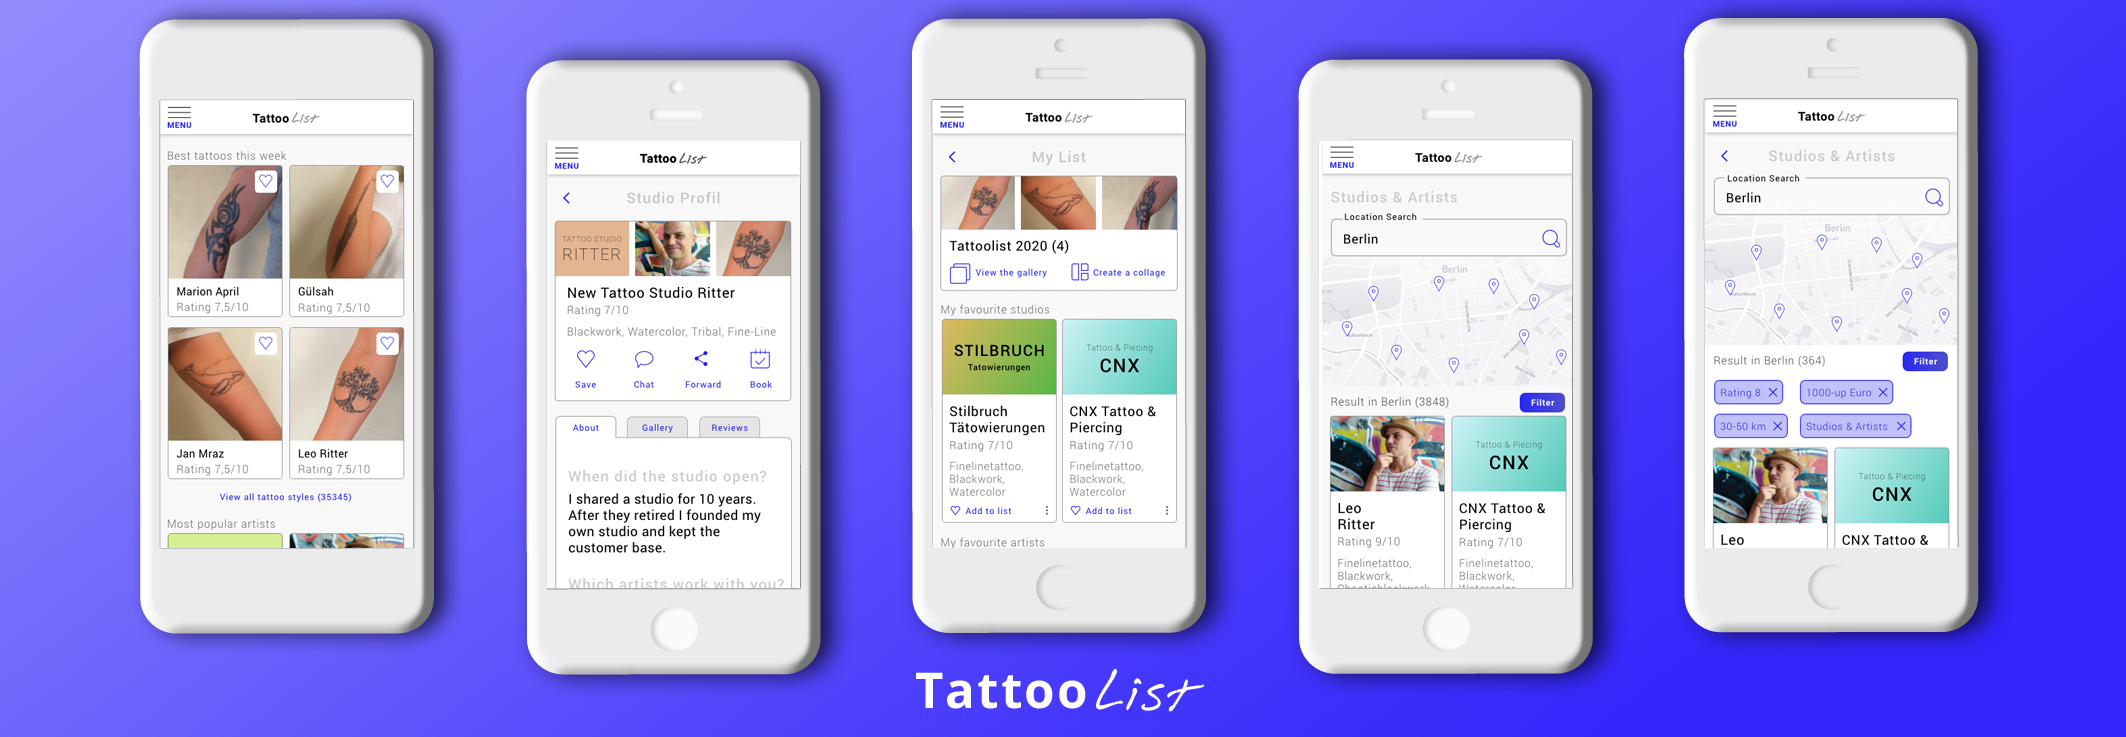 MENU
Tattoo List
Best tattoos this week
Marion April
Rating 7,5/10
Gülsah
Rating 7,5/10
Jan Mraz
Rating 7,5/10
Leo Ritter
Rating 7,5/10
View all tattoo styles (35345)
Most popular artists
MENU
Tattoo List
Studio Profil
TATTOO STUDIO
RITTER
New Tattoo Studio Ritter
Rating 7/10
Blackwork, Watercolor, Tribal, Fine-Line
Save
Chat
Forward
Book
About
Gallery
Reviews
When did the studio open?
I shared a studio for 10 years.
After they retired I founded my
own studio and kept the
customer base.
Which artists work with you?
MENU
Tattoo List
My List
Tattoolist 2020 (4)
View the gallery
Create a collage
My favourite studios
STILBRUCH
Tatowierungen
Stilbruch
Tätowierungen
Rating 7/10
Finelinetattoo,
Blackwork,
Watercolor
Add to list
Tattoo & Piecing
CNX
CNX Tattoo &
Piercing
Rating 7/10
Finelinetattoo,
Blackwork,
Watercolor
Add to list
My favourite artists
MENU
Tattoo List
Studios & Artists
Location Search
Berlin
Berlin
Result in Berlin (3848)
Filter
Leo
Ritter
Rating 9/10
Finelinetattoo,
Blackwork,
Tattoo & Piecing
CNX
CNX Tattoo &
Piercing
Rating 7/10
Finelinetattoo,
Blackwork,
Watercolor
MENU
Tattoo List
Studios & Artists
Location Search
Berlin
Berlin
Result in Berlin (364)
Filter
Rating 8
1000-up Euro
30-50 km
Studios & Artists
Leo
Tattoo & Piecing
CNX
CNX Tattoo &
Tattoo List